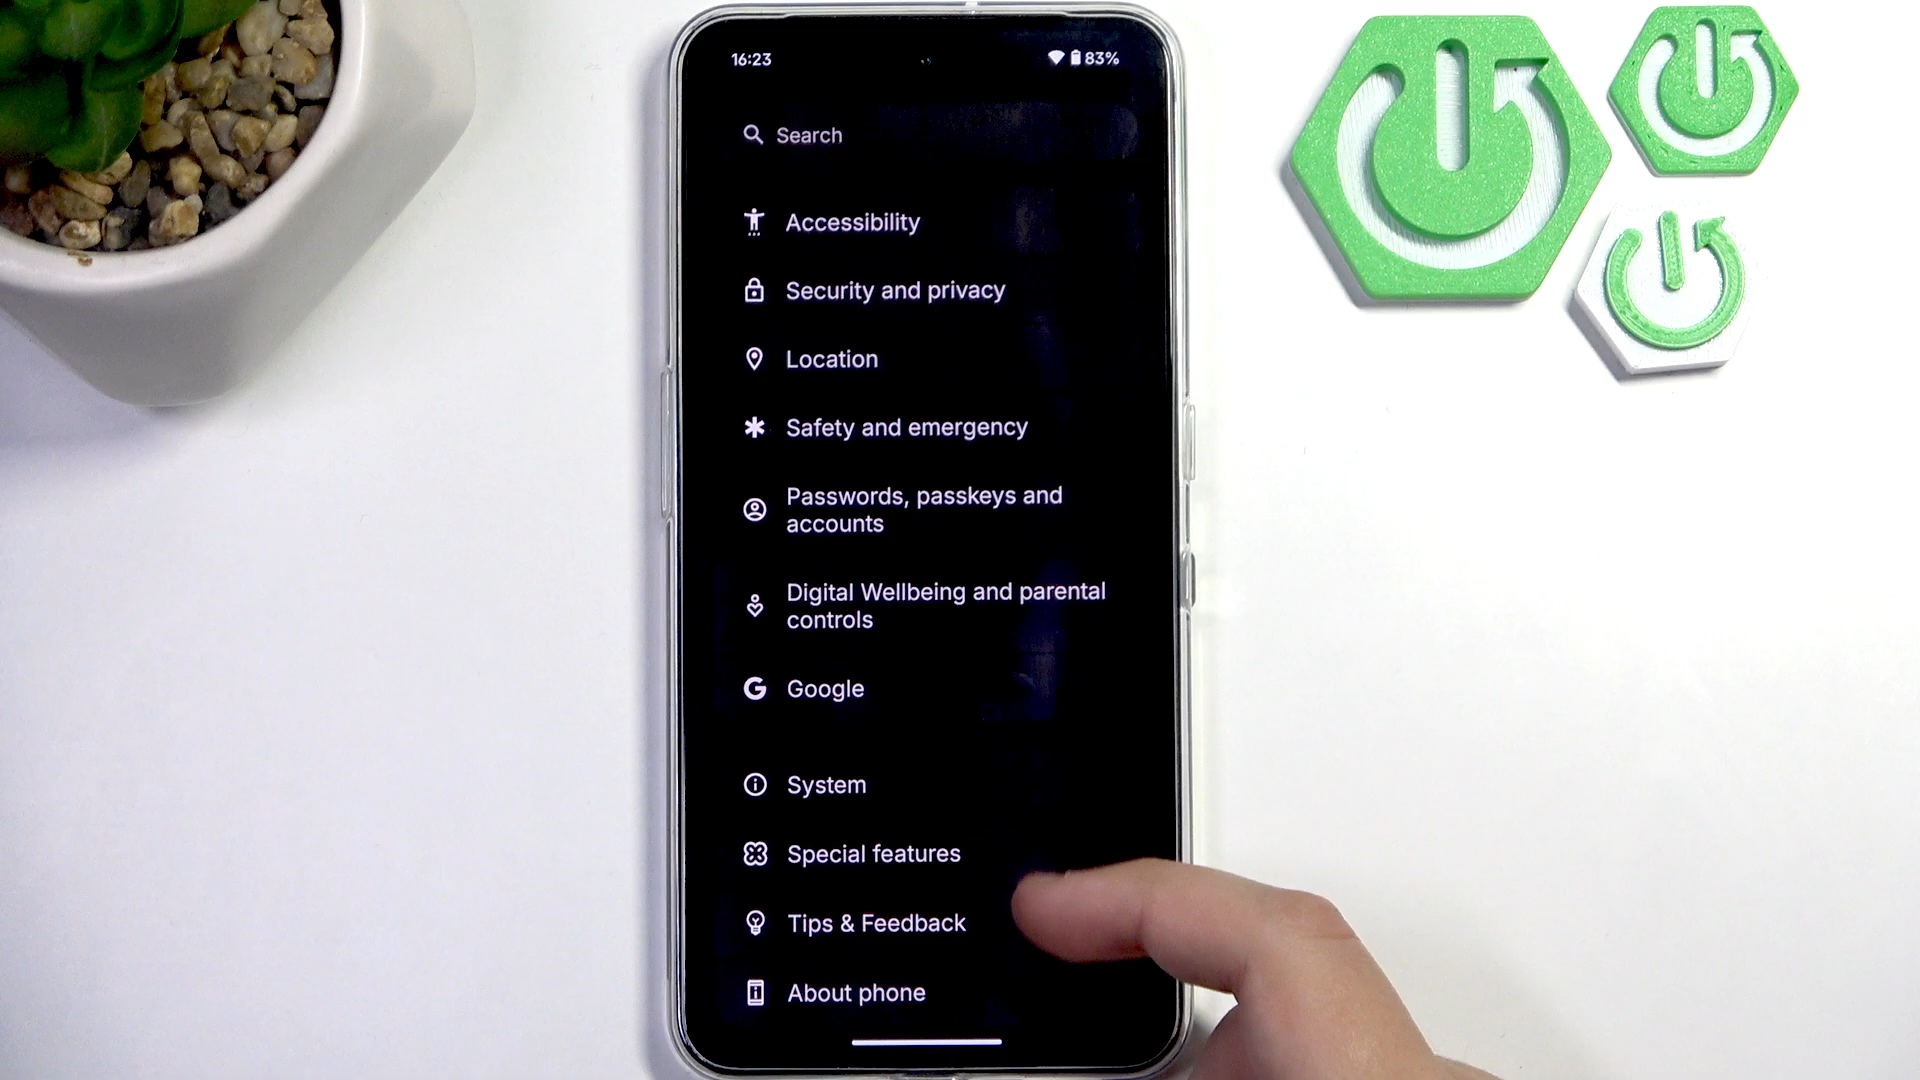 16:23
83%
Search
Accessibility
Security and privacy
Location
Safety and emergency
Passwords, passkeys and
accounts
Digital Wellbeing and parental
controls
Google
System
Special features
Tips & Feedback
About phone